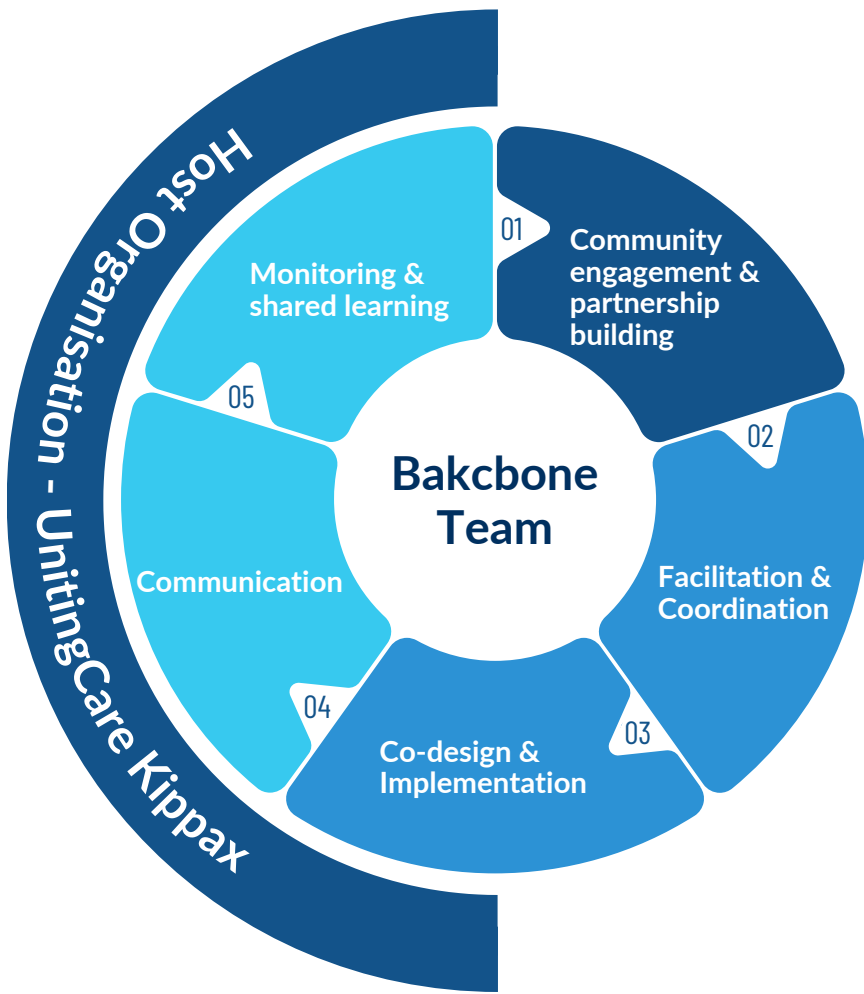 Host Organisation - UnitingCare Kippax
Bakcbone
Team
01
Community
engagement &
partnership
building
02
Facilitation &
Coordination
03
Co-design &
Implementation
04
Communication
05
Monitoring &
shared learning